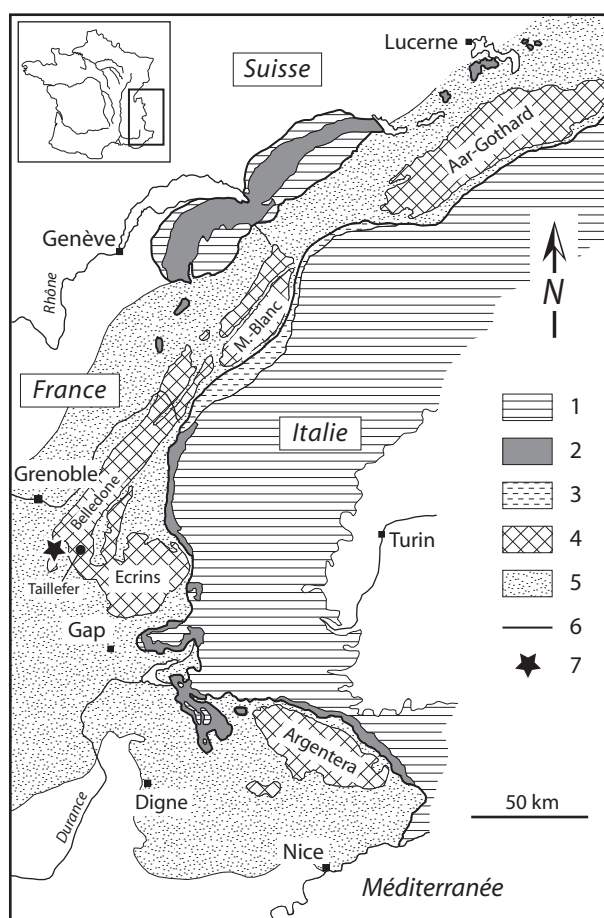 Lucerne
Suisse
Aar-Gothard
Genève
Rhône
N
M.-Blanc
France
1
Italie
2
Grenoble
3
Belledone
Turin
4
Taillefer
Ecrins
5
Gap
6
7
Argentera
Durance
Digne
50 km
Nice
Méditerranée